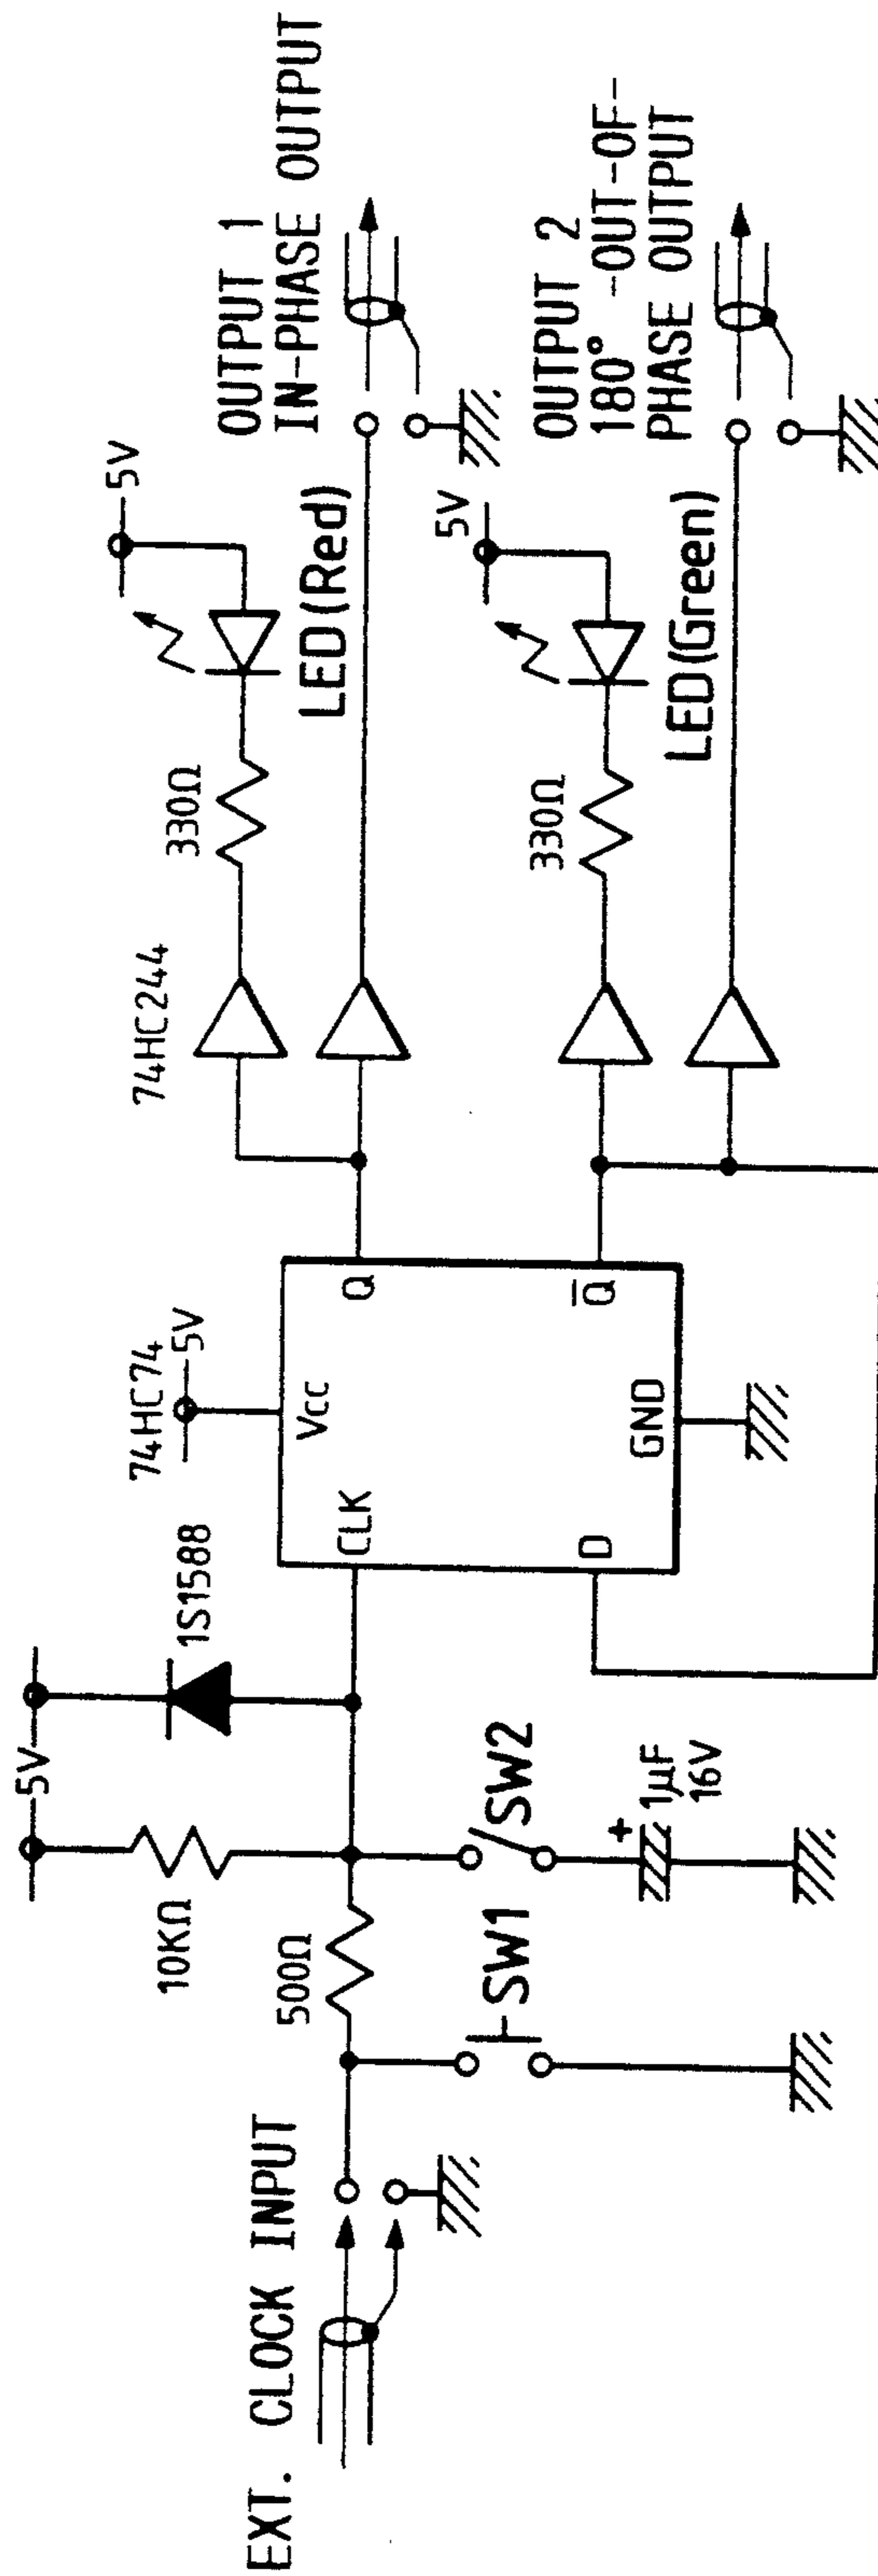 EXT. CLOCK INPUT
5V
10KΩ
500Ω
SW1
SW2
+
1µF
16V
1S1588
74HC74
5V
CLK
Vcc
Q
D
GND
Q̅
74HC244
330Ω
5V
LED(Red)
OUTPUT 1
IN-PHASE OUTPUT
330Ω
5V
LED(Green)
OUTPUT 2
180° -OUT-OF-
PHASE OUTPUT